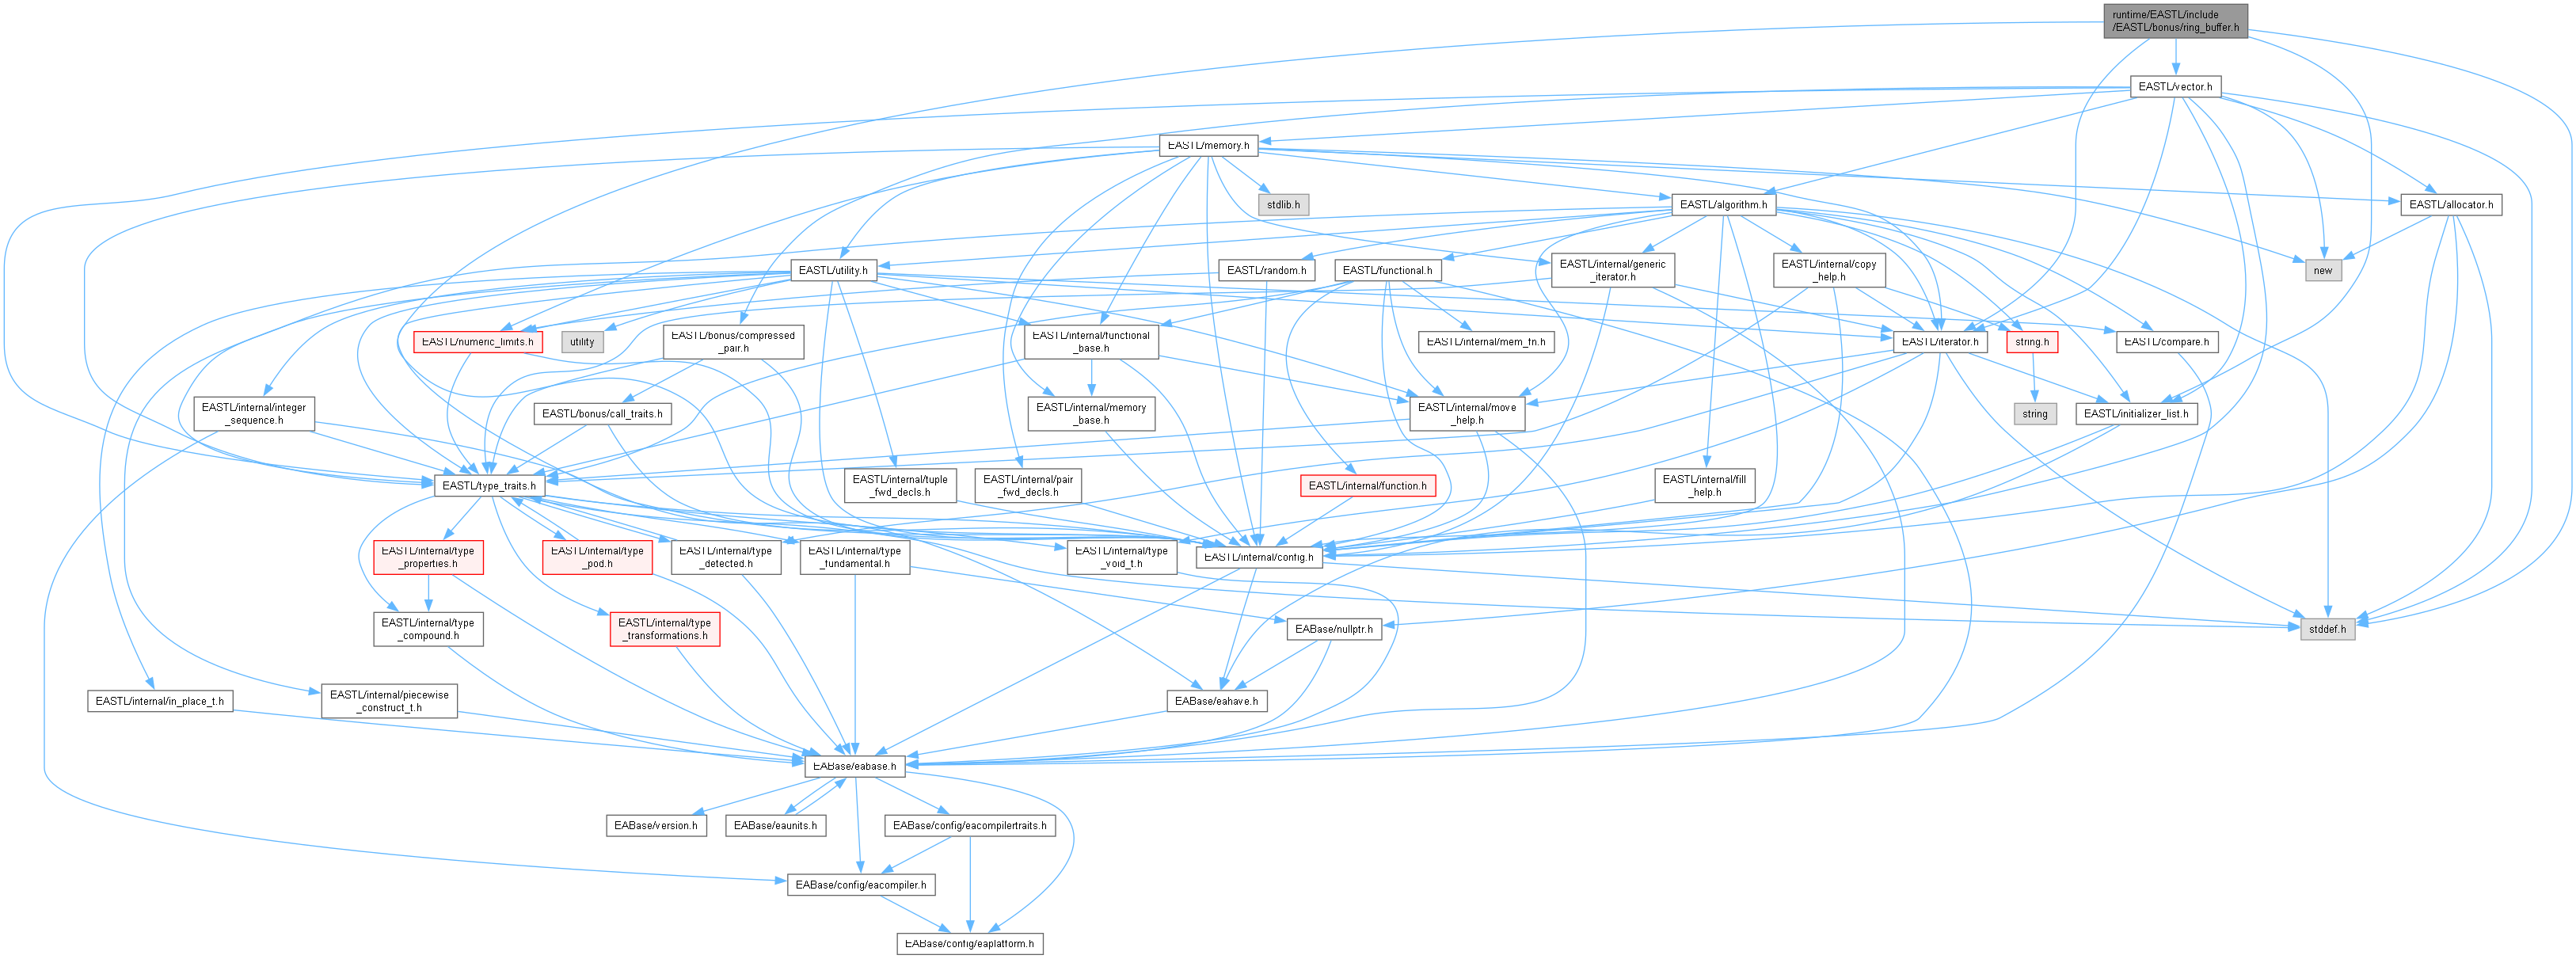 runtime/EASTL/include
/EASTL/bonus/ring_buffer.h
EASTL/vector.h
EASTL/memory.h
stdlib.h
EASTL/algorithm.h
EASTL/allocator.h
EASTL/utility.h
EASTL/random.h
EASTL/functional.h
EASTL/internal/generic
_iterator.h
EASTL/internal/copy
_help.h
new
EASTL/numeric_limits.h
utility
EASTL/bonus/compressed
_pair.h
EASTL/internal/functional
_base.h
EASTL/internal/mem_fn.h
EASTL/iterator.h
string.h
EASTL/compare.h
EASTL/internal/integer
_sequence.h
EASTL/bonus/call_traits.h
EASTL/internal/memory
_base.h
EASTL/internal/move
_help.h
string
EASTL/initializer_list.h
EASTL/type_traits.h
EASTL/internal/tuple
_fwd_decls.h
EASTL/internal/pair
_fwd_decls.h
EASTL/internal/function.h
EASTL/internal/fill
_help.h
EASTL/internal/type
_properties.h
EASTL/internal/type
_pod.h
EASTL/internal/type
_detected.h
EASTL/internal/type
_fundamental.h
EASTL/internal/type
_void_t.h
EASTL/internal/config.h
EASTL/internal/type
_compound.h
EASTL/internal/type
_transformations.h
EABase/nullptr.h
stddef.h
EASTL/internal/in_place_t.h
EASTL/internal/piecewise
_construct_t.h
EABase/eahave.h
EABase/eabase.h
EABase/version.h
EABase/eaunits.h
EABase/config/eacompilertraits.h
EABase/config/eacompiler.h
EABase/config/eaplatform.h